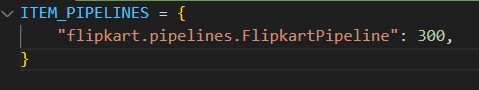 ITEM_PIPELINES = {
    "flipkart.pipelines.FlipkartPipeline": 300,
}